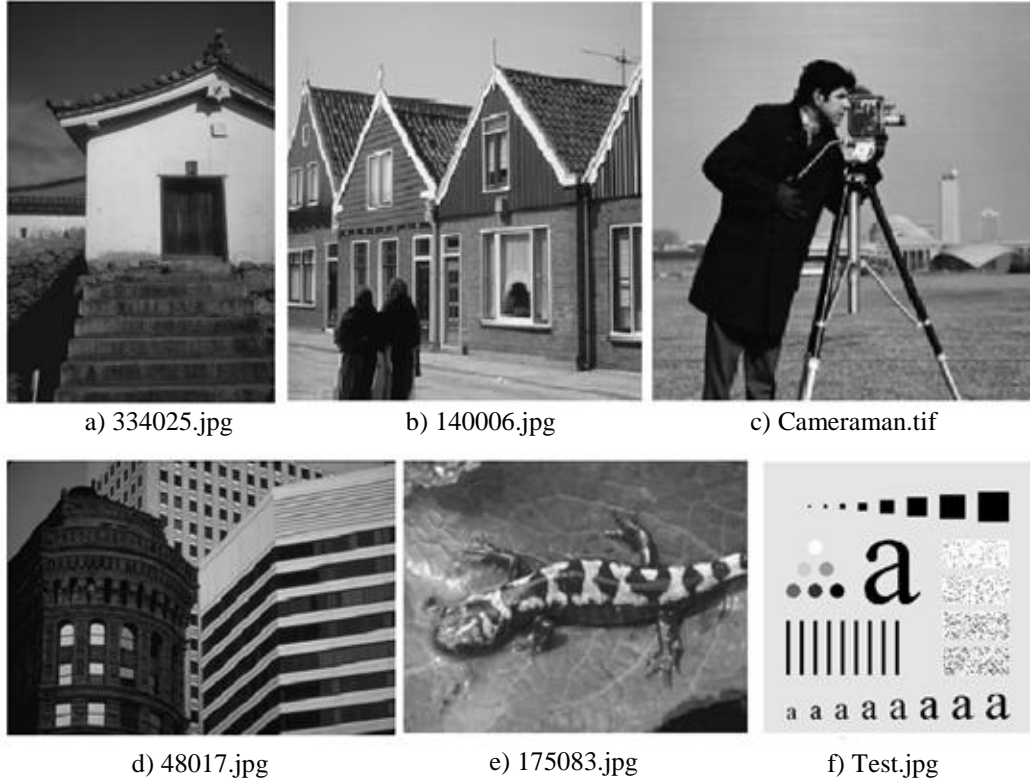 a) 334025.jpg
b) 140006.jpg
c) Cameraman.tif
a
a a a a a a a a
d) 48017.jpg
e) 175083.jpg
f) Test.jpg